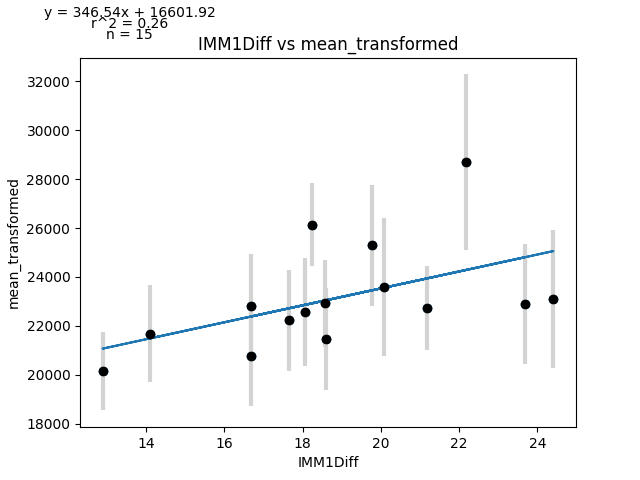 y = 346.54x + 16601.92
r^2 = 0.26
n = 15
IMM1Diff vs mean_transformed
32000
30000
28000
26000
24000
22000
20000
18000
mean_transformed
14
16
18
20
22
24
IMM1Diff